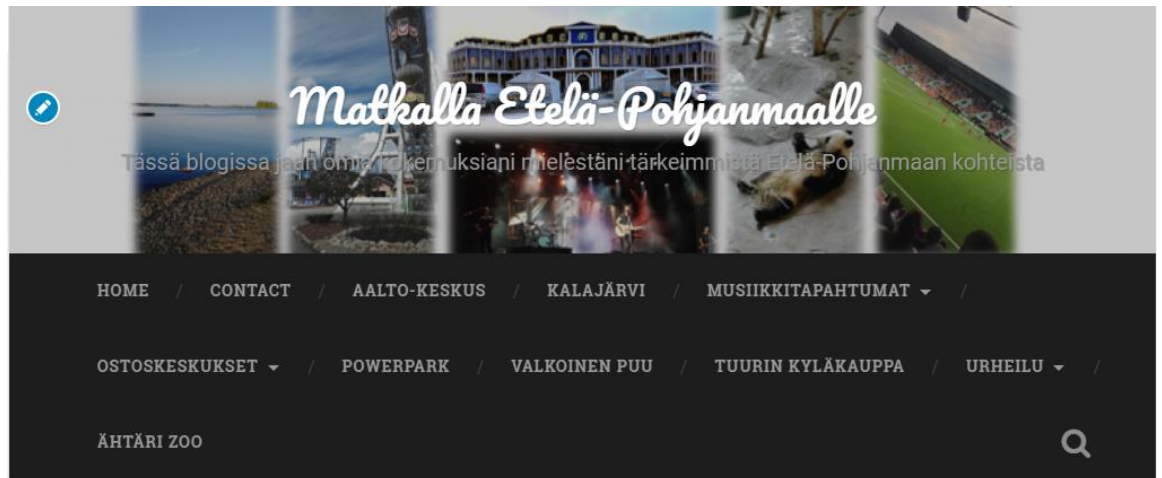 Matkalla Etelä-Pohjanmaalle
Tässä blogissa jaan omia kokemuksiani mielestäni tärkeimmistä Etelä-Pohjanmaan kohteista
HOME / CONTACT / AALTO-KESKUS / KALAJÄRVI / MUSIIKKITAPAHTUMAT /
OSTOSKESKUKSET / POWERPARK / VALKOINEN PUU / TUURIN KYLÄKAUPPA / URHEILU /
ÄHTÄRI ZOO